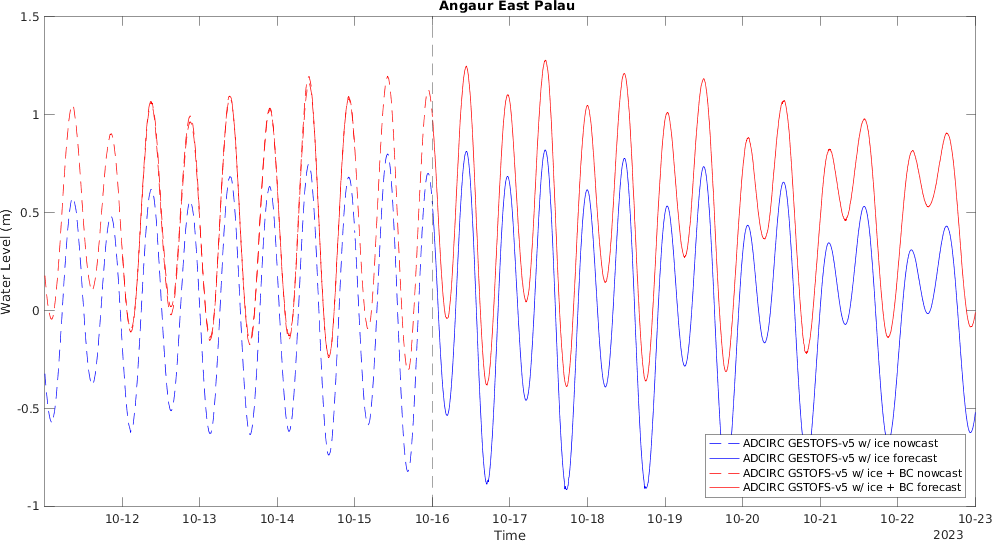 Angaur East Palau
1.5
1
0.5
0
-0.5
-1
Water Level (m)
10-12 10-13 10-14 10-15 10-16 10-17 10-18 10-19 10-20 10-21 10-22 10-23
Time
2023
ADCIRC GESTOFS-v5 w/ ice nowcast
ADCIRC GESTOFS-v5 w/ ice forecast
ADCIRC GSTOFS-v5 w/ ice + BC nowcast
ADCIRC GSTOFS-v5 w/ ice + BC forecast